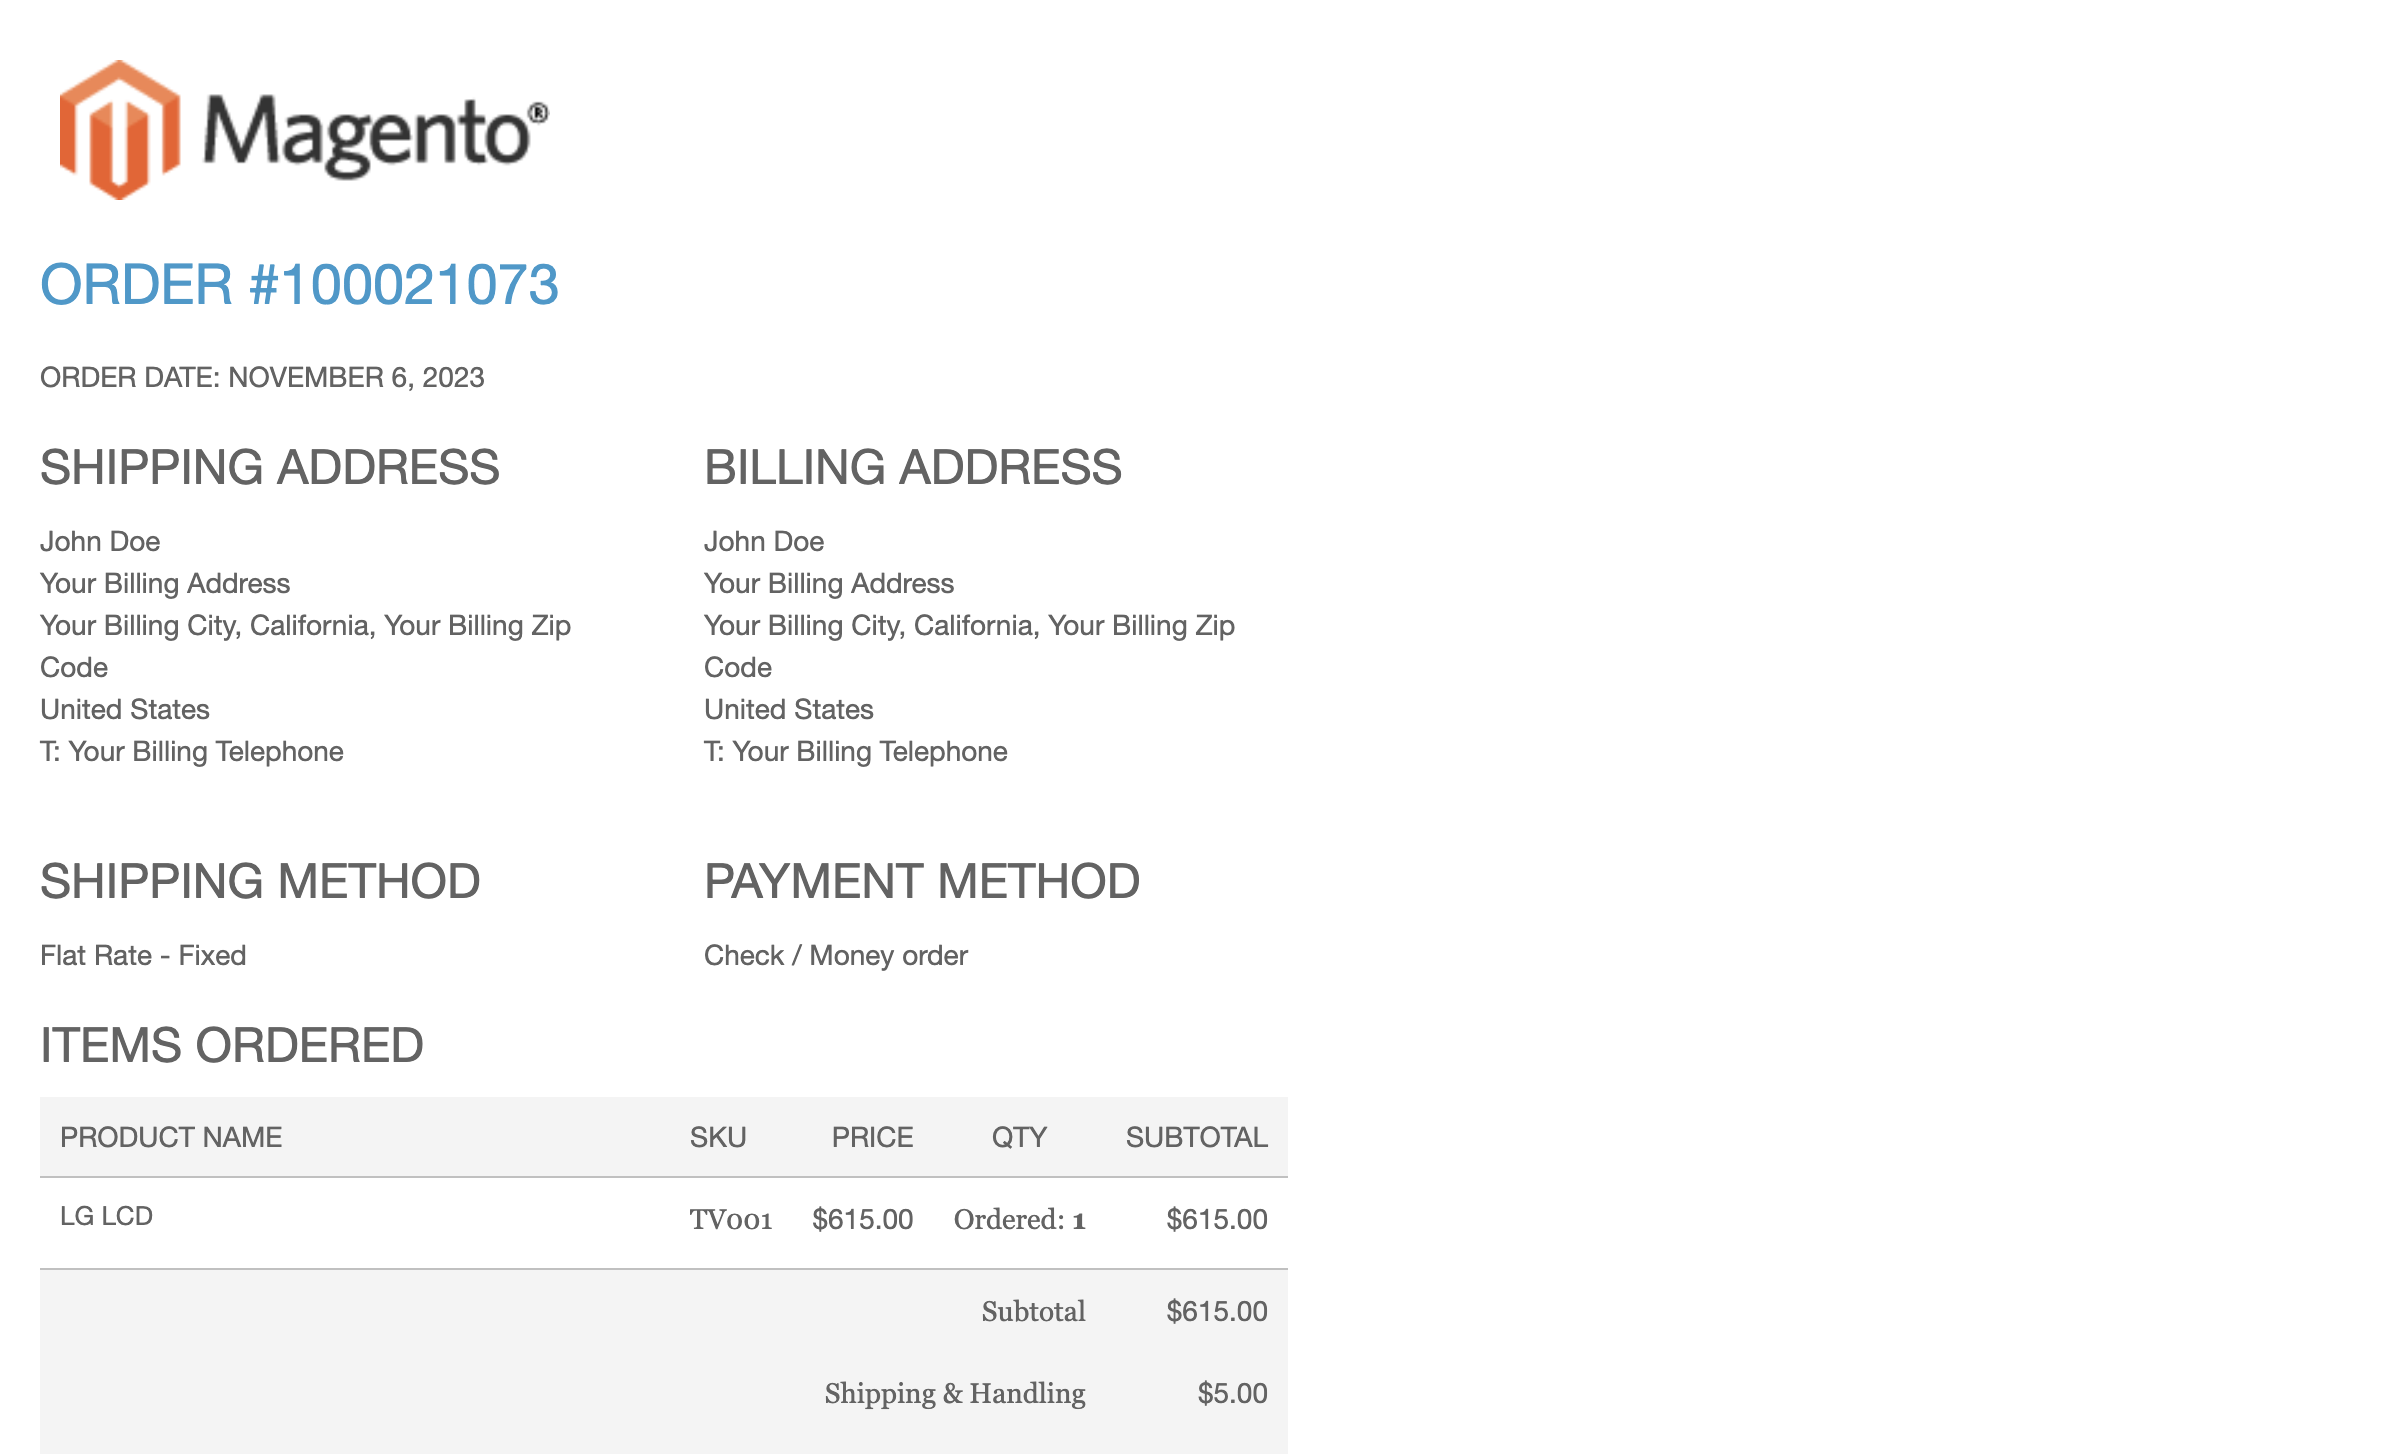 Magento®
ORDER #100021073
ORDER DATE: NOVEMBER 6, 2023
SHIPPING ADDRESS
John Doe
Your Billing Address
Your Billing City, California, Your Billing Zip
Code
United States
T: Your Billing Telephone
BILLING ADDRESS
John Doe
Your Billing Address
Your Billing City, California, Your Billing Zip
Code
United States
T: Your Billing Telephone
SHIPPING METHOD
Flat Rate - Fixed
PAYMENT METHOD
Check / Money order
ITEMS ORDERED
PRODUCT NAME SKU PRICE QTY SUBTOTAL
LG LCD TV001 $615.00 Ordered: 1 $615.00
Subtotal $615.00
Shipping & Handling $5.00